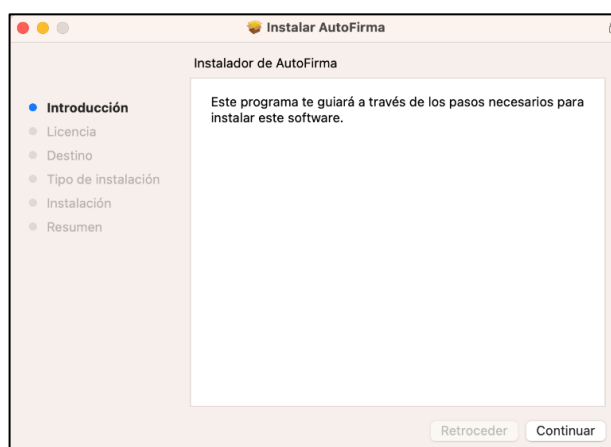 Instalar AutoFirma
Instalador de AutoFirma
Introducción
Licencia
Destino
Tipo de instalación
Instalación
Resumen
Este programa te guiará a través de los pasos necesarios para
instalar este software.
Retroceder
Continuar